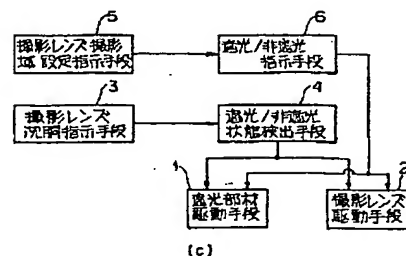 5
撮影レンズ撮影
域設定指示手段
6
遮光/非遮光
指示手段
3
撮影レンズ
沈胴指示手段
4
遮光/非遮光
状態検出手段
1
遮光部材
駆動手段
2
撮影レンズ
駆動手段
(c)